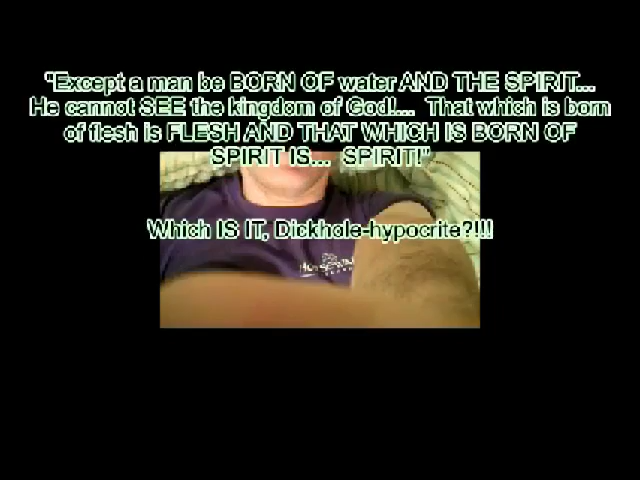 "Except a man be BORN OF water AND THE SPIRIT...
He cannot SEE the kingdom of God!... That which is born
of flesh is FLESH AND THAT WHICH IS BORN OF
SPIRIT IS... SPIRIT!"
Which IS IT, Dickhole-hypocrite?!!!